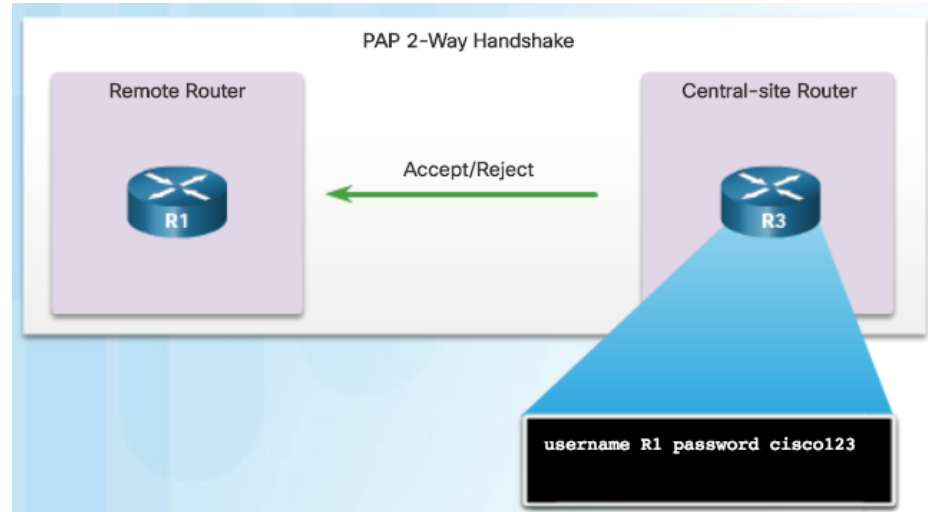 PAP 2-Way Handshake
Remote Router
Central-site Router
Accept/Reject
R1
R3
username R1 password cisco123